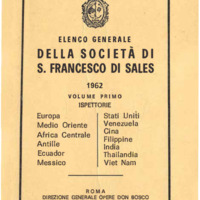 ELENCO GENERALE
DELLA SOCIETÀ DI
S. FRANCESCO DI SALES
1962
VOLUME PRIMO
ISPETTORIE
Europa
Medio Oriente
Africa Centrale
Antille
Ecuador
Messico
Stati Uniti
Venezuela
Cina
Filippine
India
Thailandia
Viet Nam
ROMA
DIREZIONE GENERALE OPERE DON BOSCO